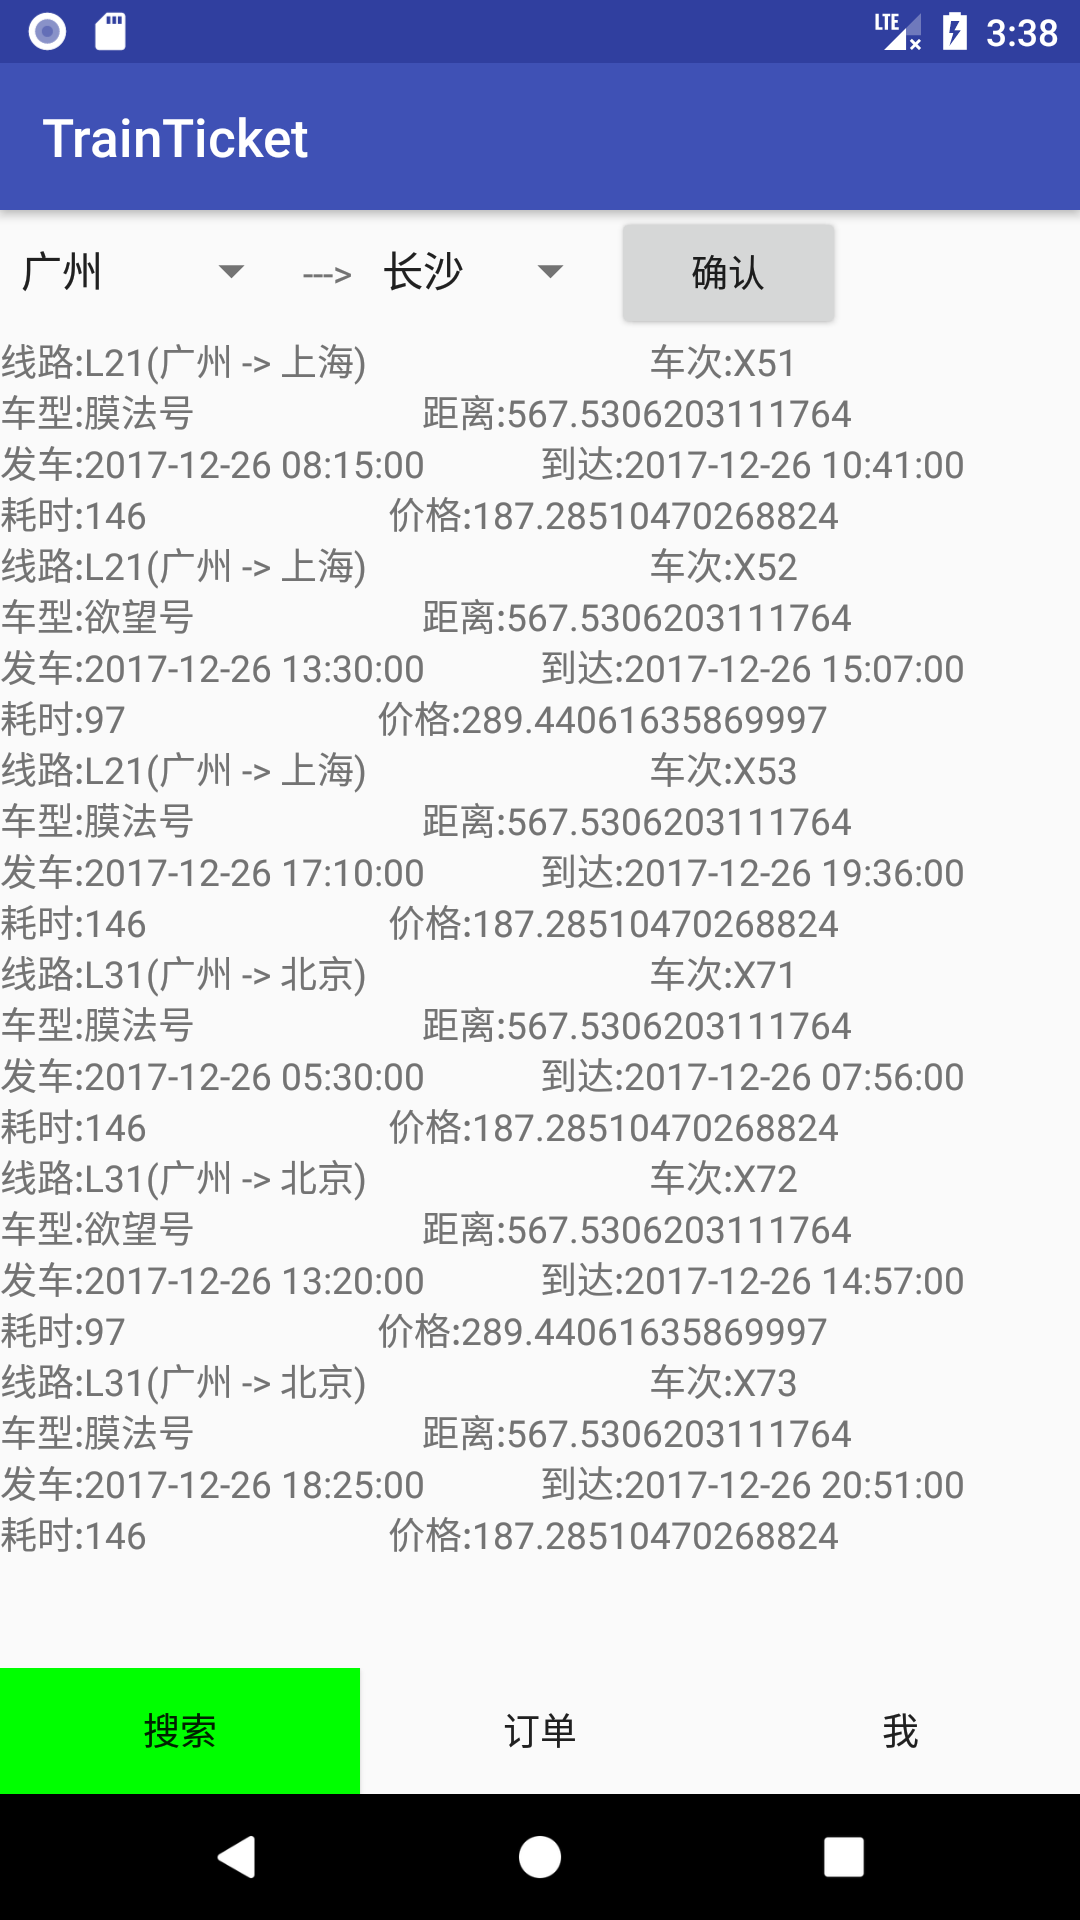 LTE 3:38
TrainTicket
广州 ---> 长沙 确认
线路:L21(广州 -> 上海) 车次:X51
车型:膜法号 距离:567.5306203111764
发车:2017-12-26 08:15:00 到达:2017-12-26 10:41:00
耗时:146 价格:187.28510470268824
线路:L21(广州 -> 上海) 车次:X52
车型:欲望号 距离:567.5306203111764
发车:2017-12-26 13:30:00 到达:2017-12-26 15:07:00
耗时:97 价格:289.44061635869997
线路:L21(广州 -> 上海) 车次:X53
车型:膜法号 距离:567.5306203111764
发车:2017-12-26 17:10:00 到达:2017-12-26 19:36:00
耗时:146 价格:187.28510470268824
线路:L31(广州 -> 北京) 车次:X71
车型:膜法号 距离:567.5306203111764
发车:2017-12-26 05:30:00 到达:2017-12-26 07:56:00
耗时:146 价格:187.28510470268824
线路:L31(广州 -> 北京) 车次:X72
车型:欲望号 距离:567.5306203111764
发车:2017-12-26 13:20:00 到达:2017-12-26 14:57:00
耗时:97 价格:289.44061635869997
线路:L31(广州 -> 北京) 车次:X73
车型:膜法号 距离:567.5306203111764
发车:2017-12-26 18:25:00 到达:2017-12-26 20:51:00
耗时:146 价格:187.28510470268824
搜索 订单 我